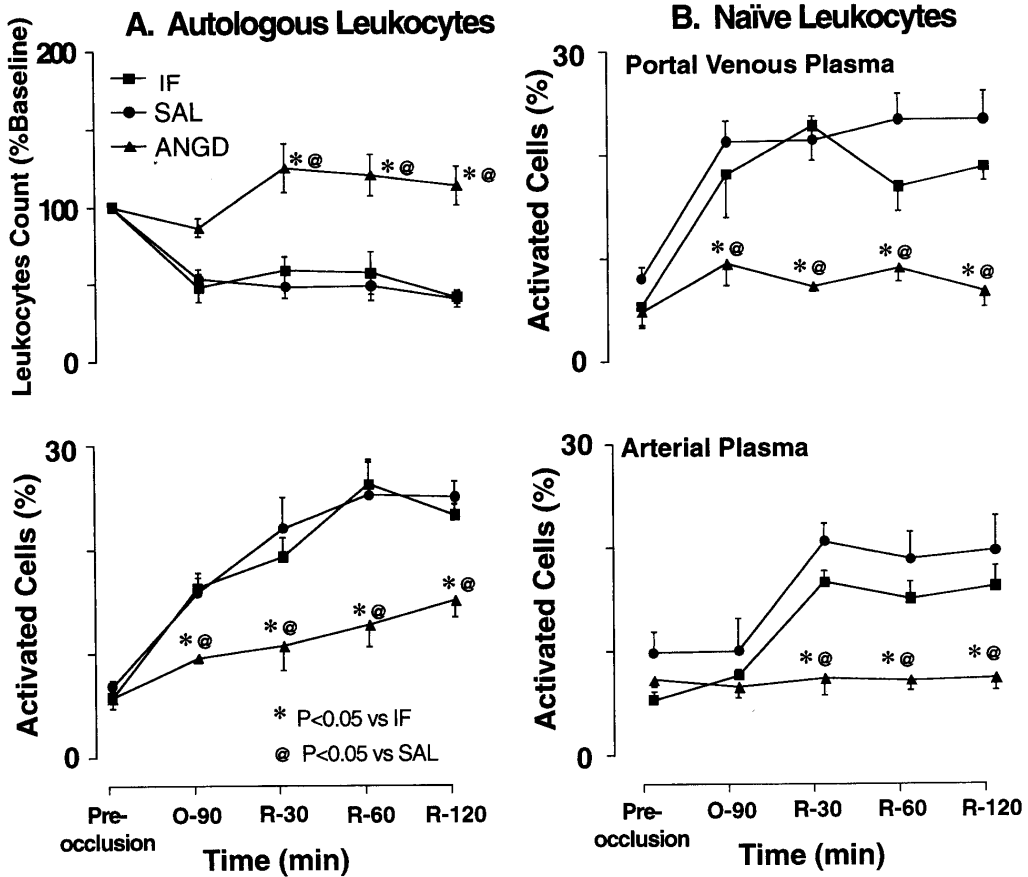 A. Autologous Leukocytes
Leukocytes Count (%Baseline)
200
100
0
IF
SAL
ANGD
* @
* @
* @
Activated Cells (%)
30
0
* @
* @
* @
* @
* P<0.05 vs IF
@ P<0.05 vs SAL
Pre-occlusion
O-90
R-30
R-60
R-120
Time (min)
B. Naïve Leukocytes
Portal Venous Plasma
Activated Cells (%)
30
0
* @
* @
* @
* @
Arterial Plasma
Activated Cells (%)
30
0
* @
* @
* @
Pre-occlusion
O-90
R-30
R-60
R-120
Time (min)